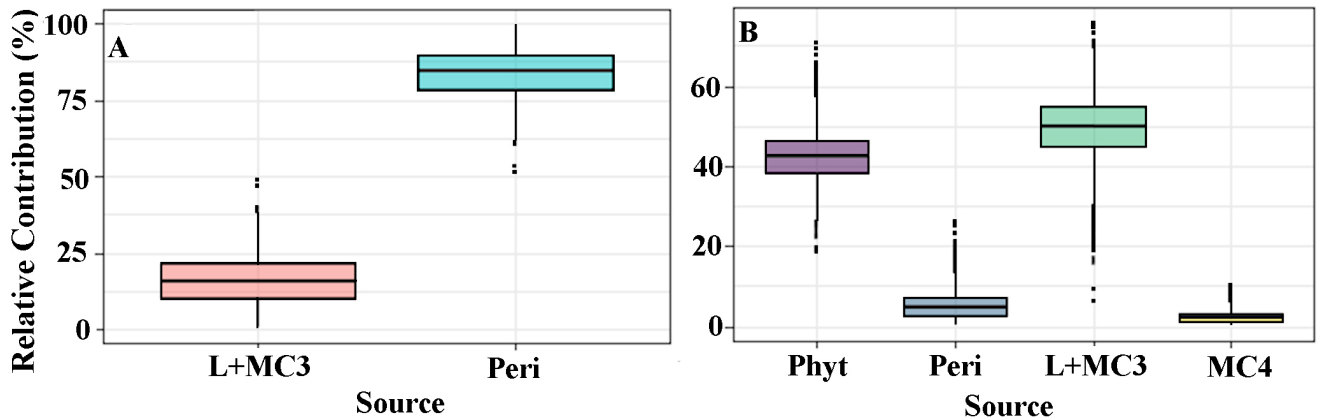 Relative Contribution (%)
A
100
75
50
25
0
L+MC3 Peri
Source
B
60
40
20
0
Phyt Peri L+MC3 MC4
Source